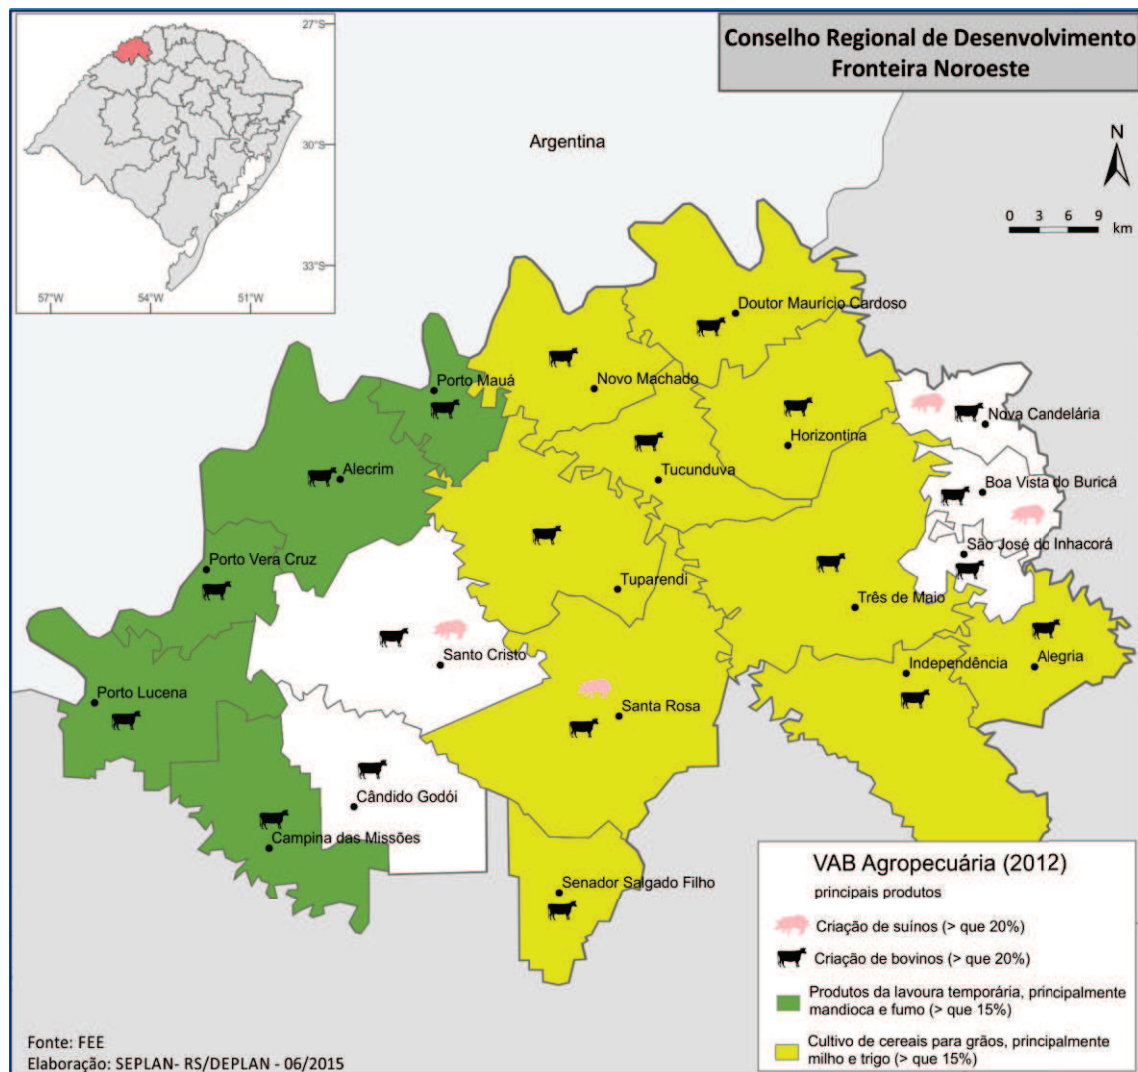 Conselho Regional de Desenvolvimento
Fronteira Noroeste
27°S
30°S
33°S
57°W
54°W
51°W
Argentina
N
0 3 6 9
km
Doutor Maurício Cardoso
Porto Mauá
Novo Machado
Nova Candelária
Horizontina
Alecrim
Tucunduva
Boa Vista do Buricá
São José do Inhacorá
Porto Vera Cruz
Tuparendi
Três de Maio
Santo Cristo
Independência
Alegria
Porto Lucena
Santa Rosa
Cândido Godói
Campina das Missões
Senador Salgado Filho
VAB Agropecuária (2012)
principais produtos
Criação de suínos (> que 20%)
Criação de bovinos (> que 20%)
Produtos da lavoura temporária, principalmente
mandioca e fumo (> que 15%)
Cultivo de cereais para grãos, principalmente
milho e trigo (> que 15%)
Fonte: FEE
Elaboração: SEPLAN- RS/DEPLAN - 06/2015